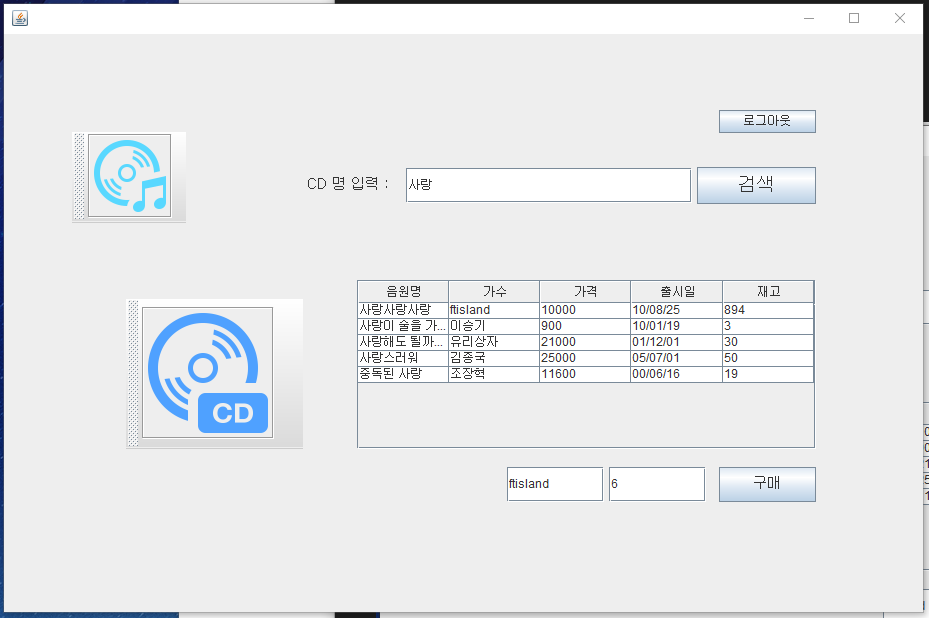 로그아웃
CD 명 입력 : 사랑 검색
음원명 가수 가격 출시일 재고
사랑사랑사랑 ftisland 10000 10/08/25 894
사랑이 술을 가... 이승기 900 10/01/19 3
사랑해도 될까... 유리상자 21000 01/12/01 30
사랑스러워 김종국 25000 05/07/01 50
중독된 사랑 조장혁 11600 00/06/16 19
CD
ftisland 6 구매